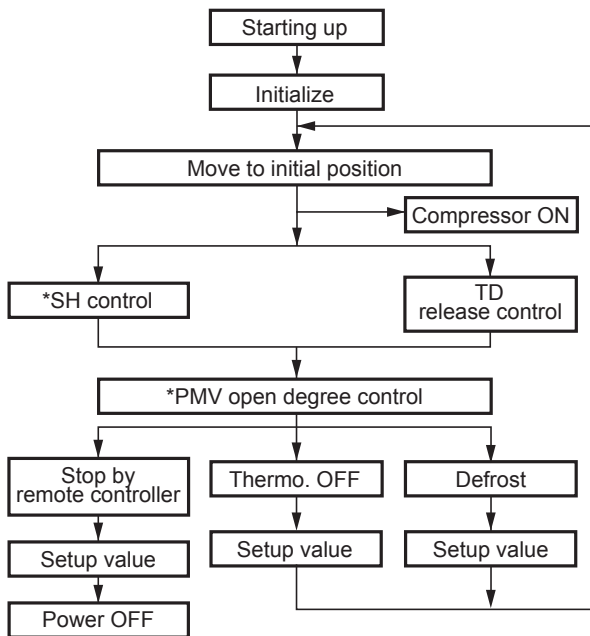 Starting up
Initialize
Move to initial position
Compressor ON
*SH control
TD
release control
*PMV open degree control
Stop by
remote controller
Thermo. OFF
Defrost
Setup value
Setup value
Setup value
Power OFF